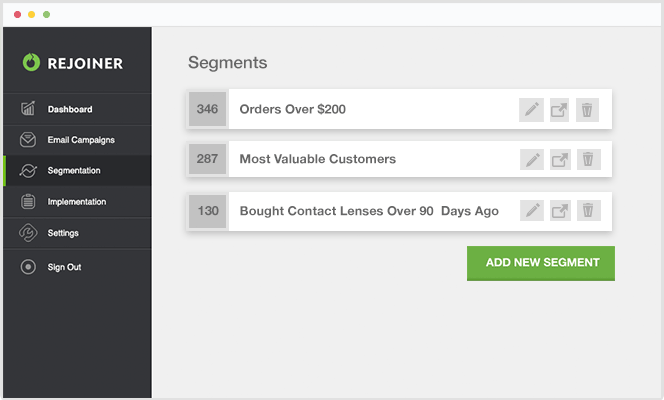 REJOINER
Dashboard
Email Campaigns
Segmentation
Implementation
Settings
Sign Out
Segments
346 Orders Over $200
287 Most Valuable Customers
130 Bought Contact Lenses Over 90 Days Ago
ADD NEW SEGMENT